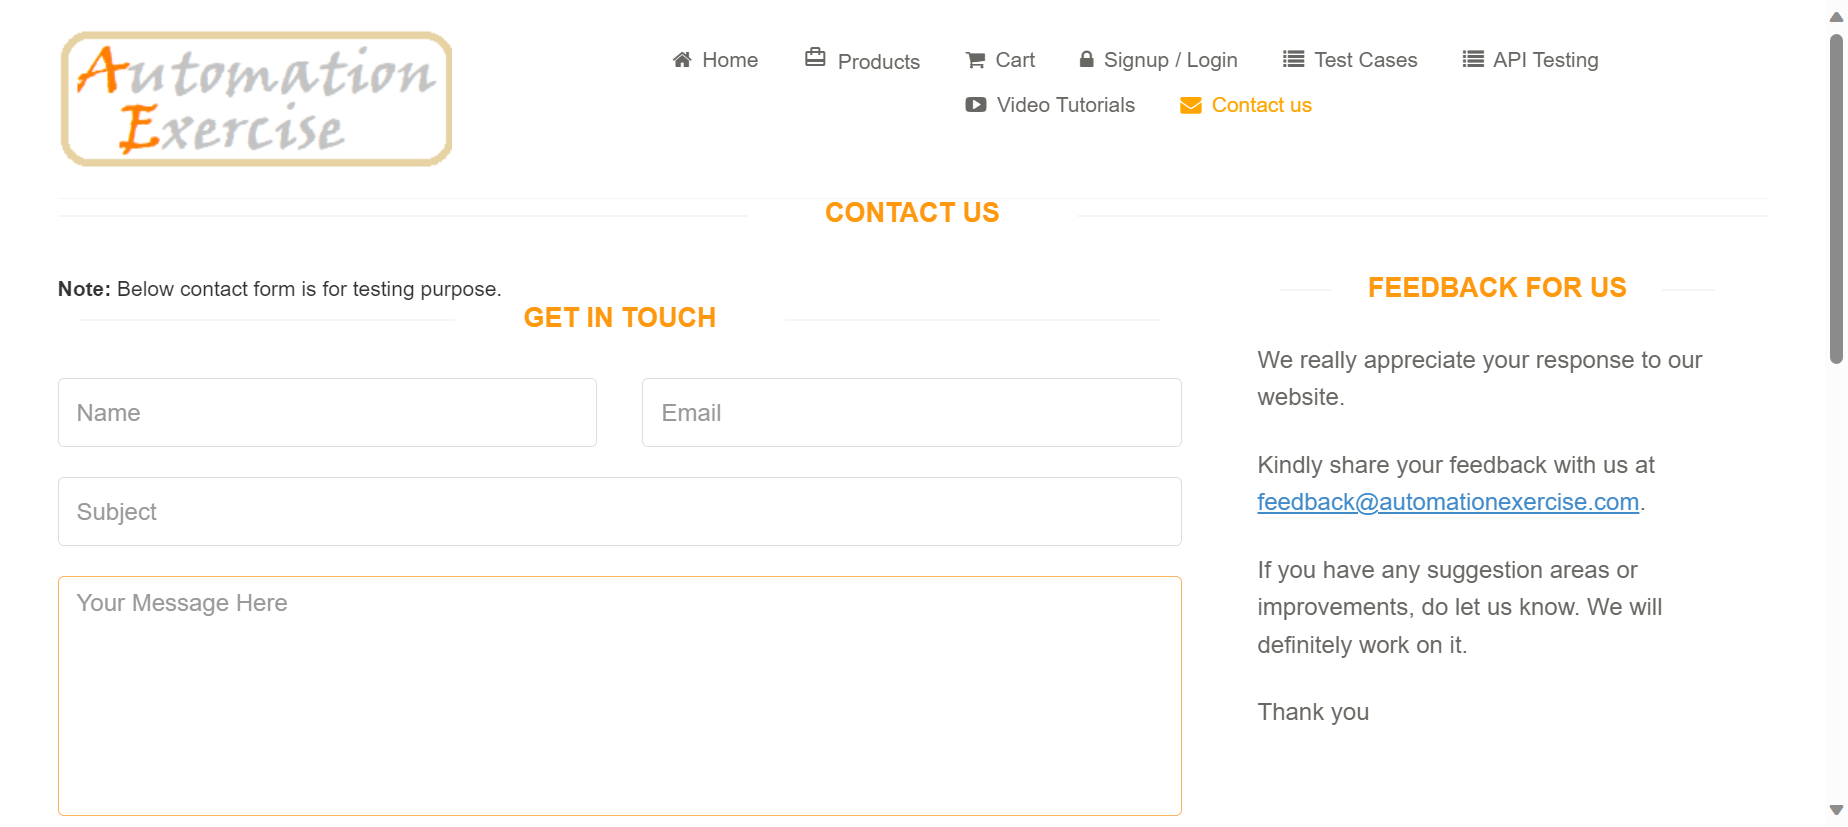 Automation
Exercise
Home
Products
Cart
Signup / Login
Test Cases
API Testing
Video Tutorials
Contact us
CONTACT US
Note: Below contact form is for testing purpose.
GET IN TOUCH
Name
Email
Subject
Your Message Here
FEEDBACK FOR US
We really appreciate your response to our
website.
Kindly share your feedback with us at
feedback@automationexercise.com.
If you have any suggestion areas or
improvements, do let us know. We will
definitely work on it.
Thank you